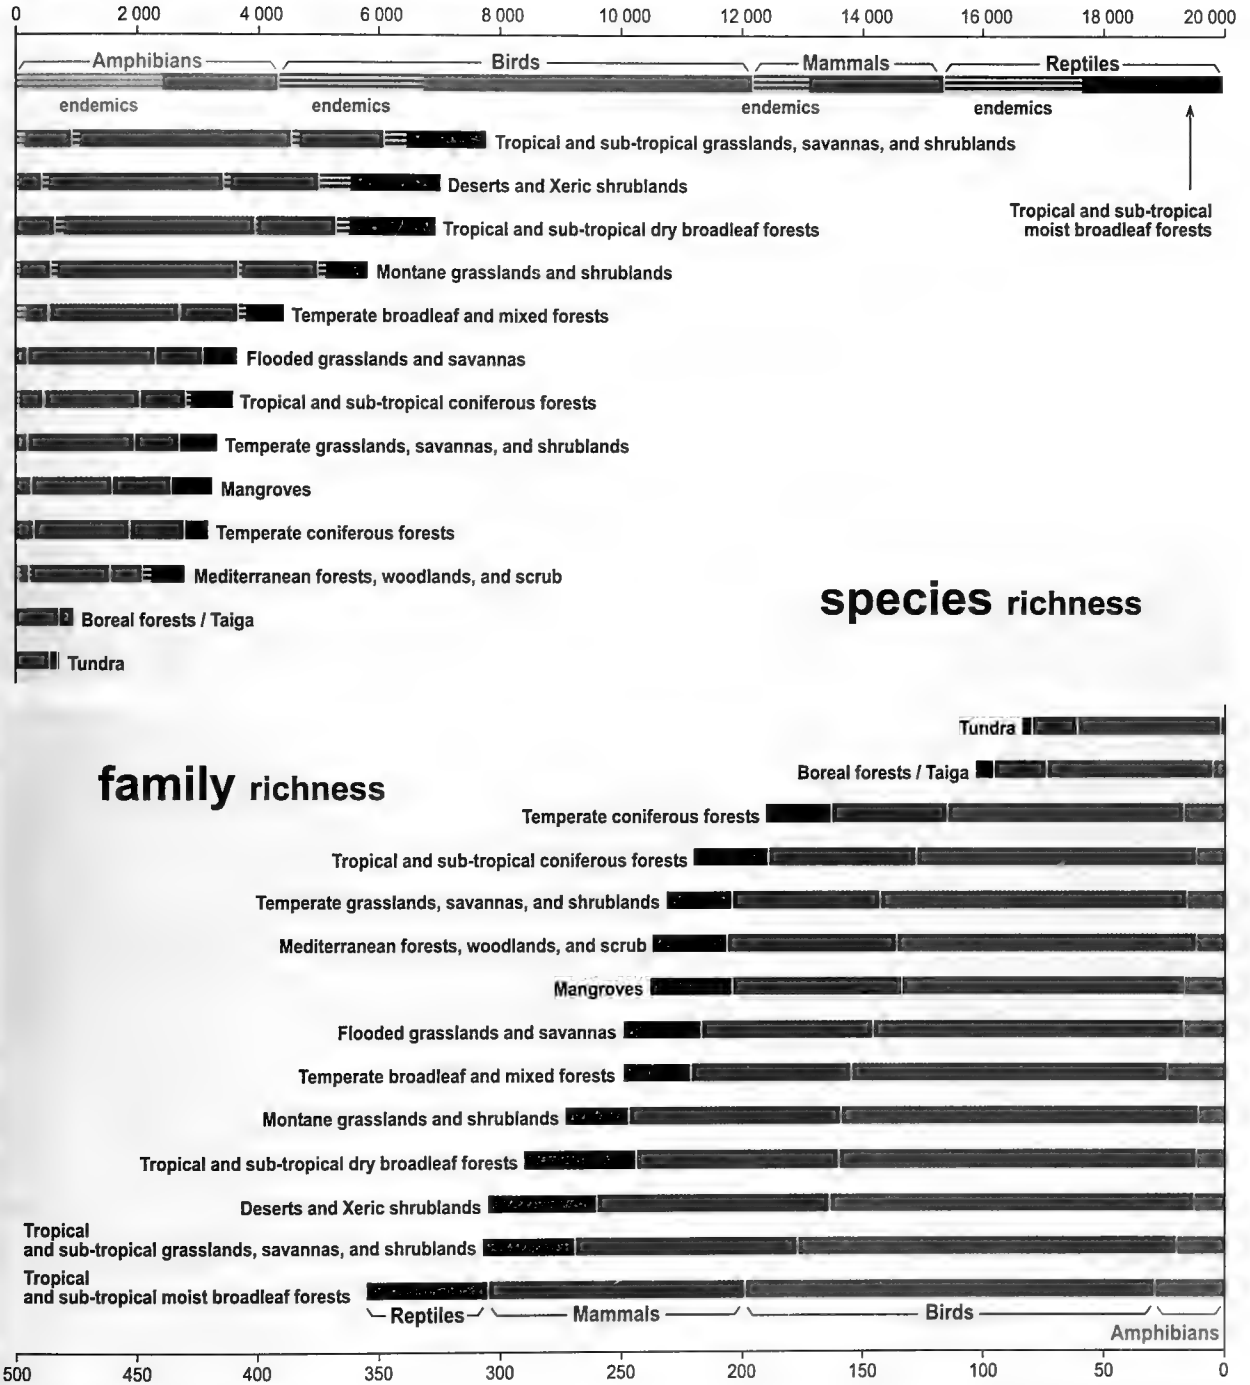 0 2 000 4 000 6 000 8 000 10 000 12 000 14 000 16 000 18 000 20 000
Amphibians Birds Mammals Reptiles
endemics endemics endemics endemics
Tropical and sub-tropical grasslands, savannas, and shrublands
Deserts and Xeric shrublands
Tropical and sub-tropical
moist broadleaf forests
Tropical and sub-tropical dry broadleaf forests
Montane grasslands and shrublands
Temperate broadleaf and mixed forests
Flooded grasslands and savannas
Tropical and sub-tropical coniferous forests
Temperate grasslands, savannas, and shrublands
Mangroves
Temperate coniferous forests
Mediterranean forests, woodlands, and scrub
species richness
Boreal forests / Taiga
Tundra
Tundra
family richness
Boreal forests / Taiga
Temperate coniferous forests
Tropical and sub-tropical coniferous forests
Temperate grasslands, savannas, and shrublands
Mediterranean forests, woodlands, and scrub
Mangroves
Flooded grasslands and savannas
Temperate broadleaf and mixed forests
Montane grasslands and shrublands
Tropical and sub-tropical dry broadleaf forests
Deserts and Xeric shrublands
Tropical
and sub-tropical grasslands, savannas, and shrublands
Tropical
and sub-tropical moist broadleaf forests
Reptiles Mammals Birds
Amphibians
500 450 400 350 300 250 200 150 100 50 0